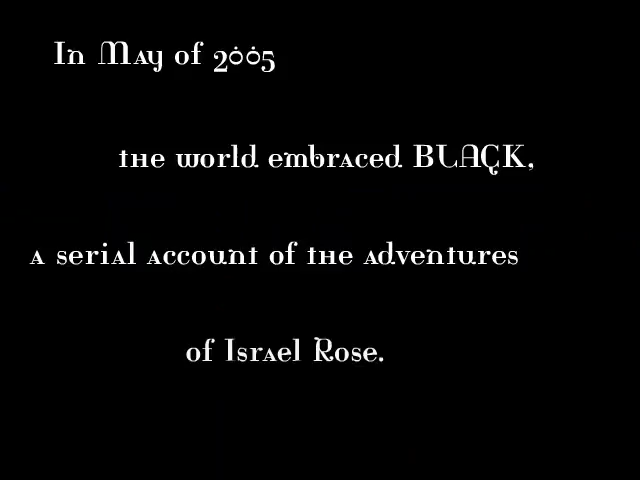 In May of 2005
the world embraced BLACK,
a serial account of the adventures
of Israel Rose.